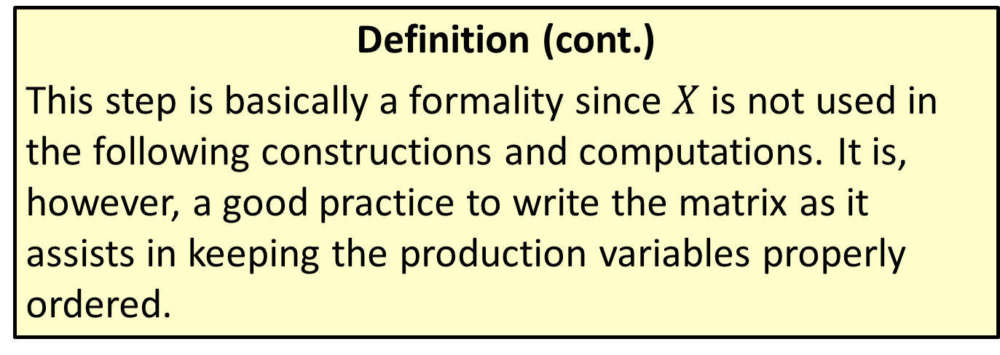 Definition (cont.)
This step is basically a formality since X is not used in
the following constructions and computations. It is,
however, a good practice to write the matrix as it
assists in keeping the production variables properly
ordered.